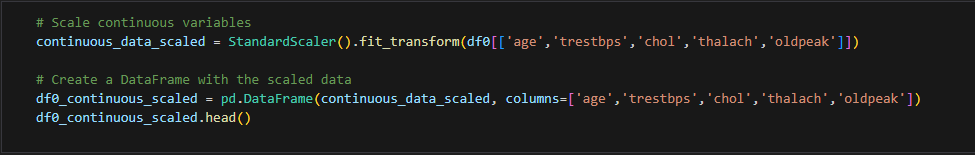 # Scale continuous variables
continuous_data_scaled = StandardScaler().fit_transform(df0[['age','trestbps','chol','thalach','oldpeak']])
# Create a DataFrame with the scaled data
df0_continuous_scaled = pd.DataFrame(continuous_data_scaled, columns=['age','trestbps','chol','thalach','oldpeak'])
df0_continuous_scaled.head()